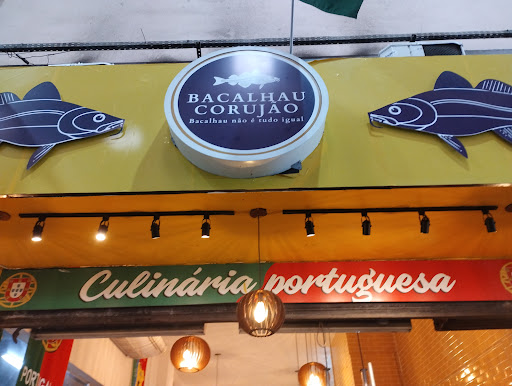 BACALHAU
CORUJÃO
Bacalhau não é tudo igual
Culinária portuguesa